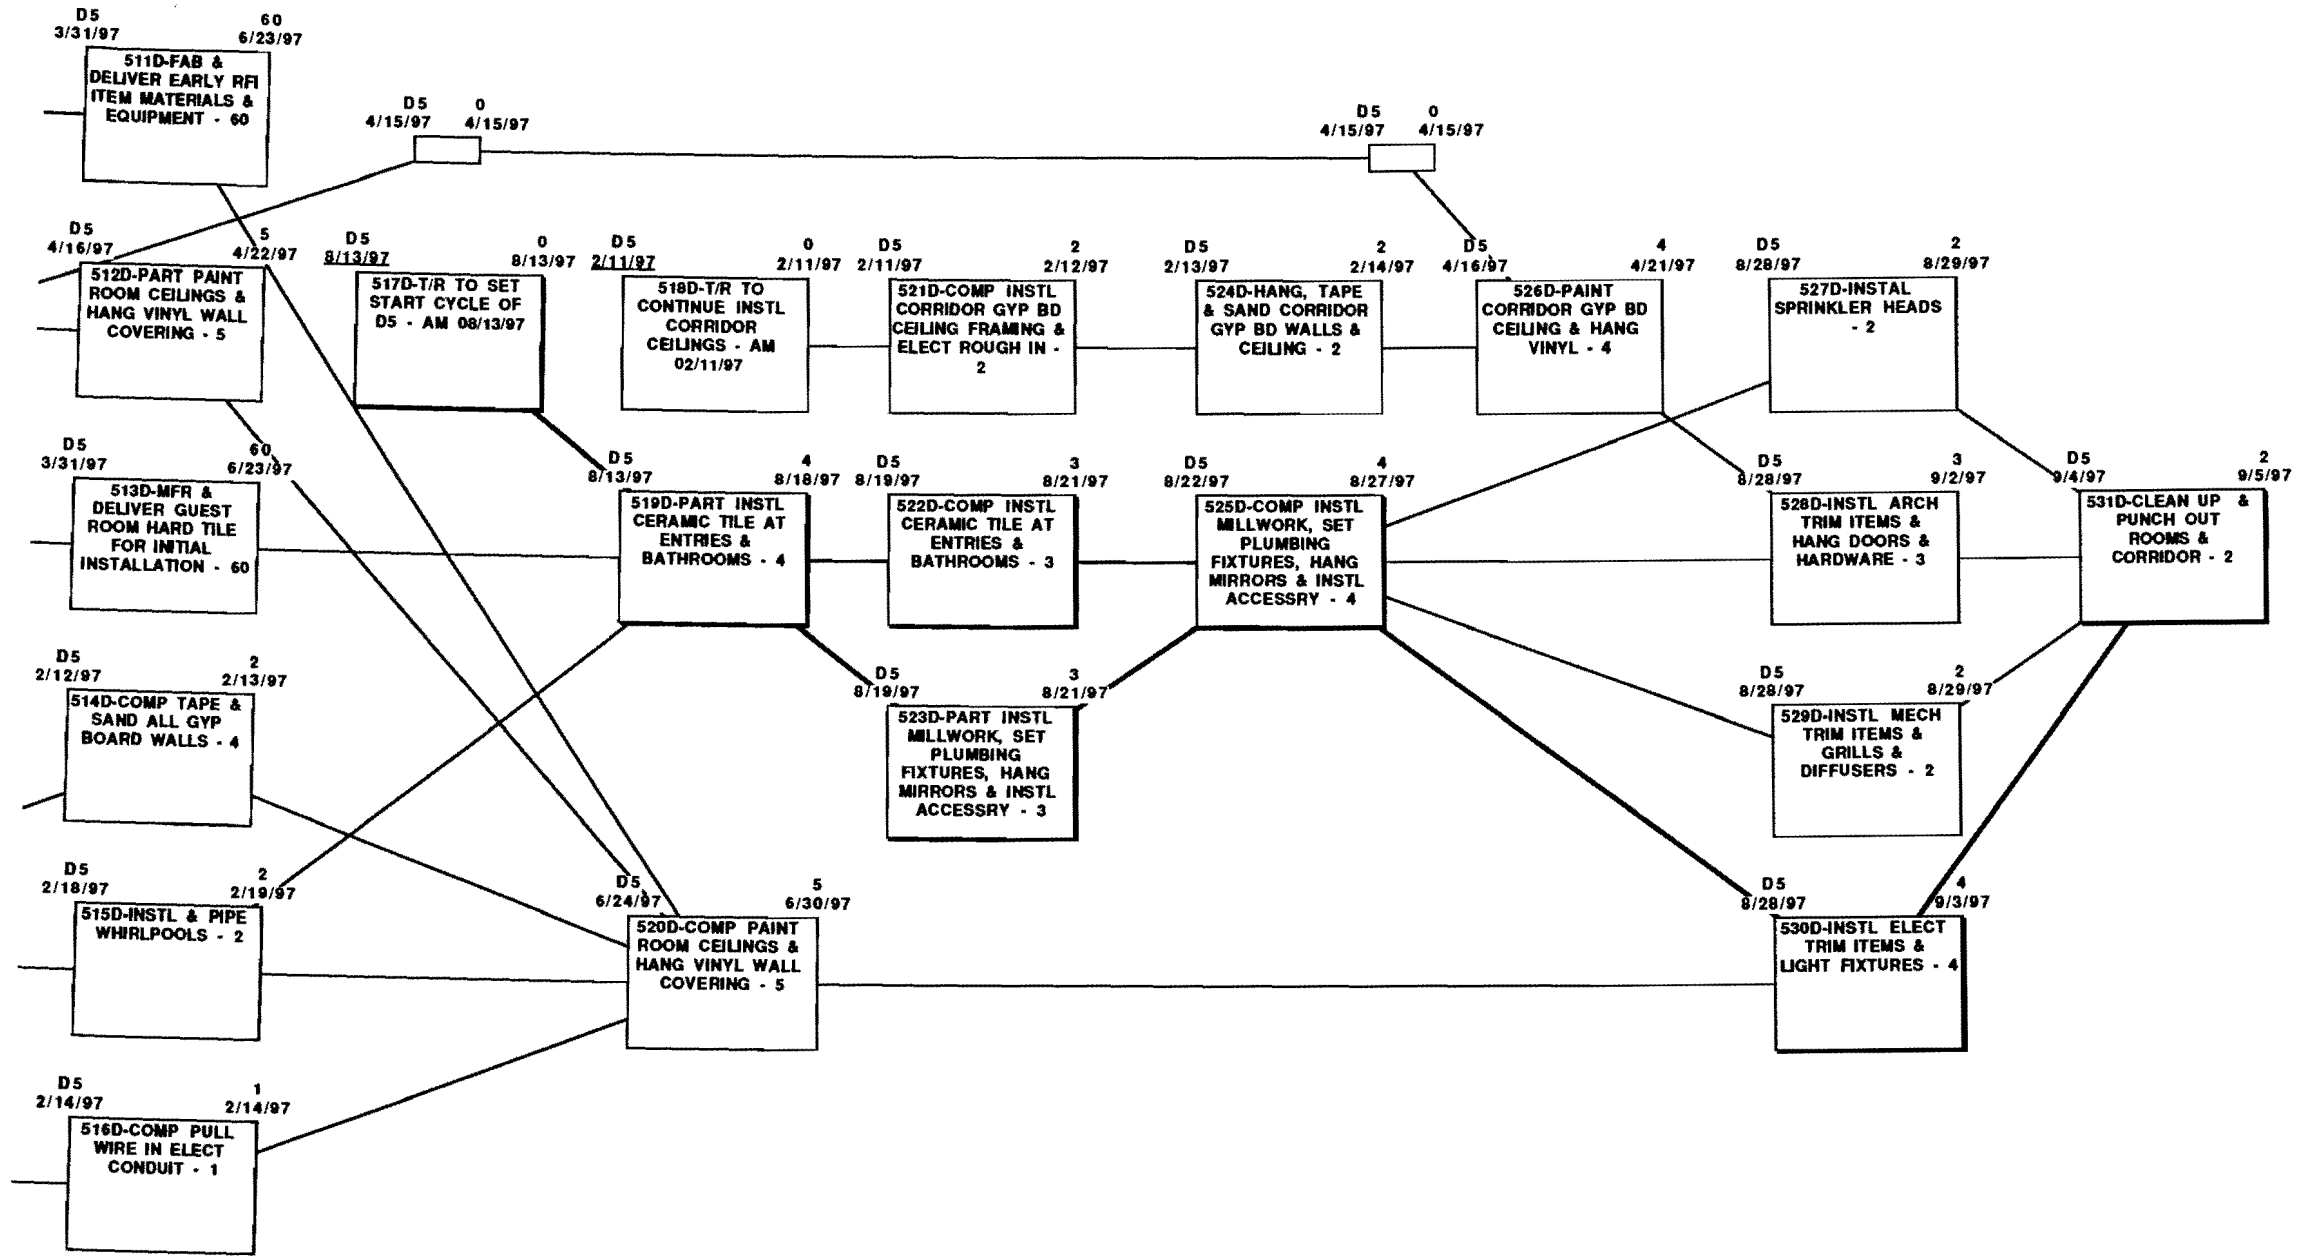 D5 60
3/31/97 6/23/97
511D-FAB &
DELIVER EARLY RFI
ITEM MATERIALS &
EQUIPMENT - 60
D5 0
4/15/97 4/15/97
D5 0
4/15/97 4/15/97
D5 5
4/16/97 4/22/97
512D-PART PAINT
ROOM CEILINGS &
HANG VINYL WALL
COVERING - 5
D5 0
8/13/97 8/13/97
517D-T/R TO SET
START CYCLE OF
D5 - AM 08/13/97
D5 0
2/11/97 2/11/97
518D-T/R TO
CONTINUE INSTL
CORRIDOR
CEILINGS - AM
02/11/97
D5 2
2/11/97 2/12/97
521D-COMP INSTL
CORRIDOR GYP BD
CEILING FRAMING &
ELECT ROUGH IN -
2
D5 2
2/13/97 2/14/97
524D-HANG, TAPE
& SAND CORRIDOR
GYP BD WALLS &
CEILING - 2
D5 4
4/16/97 4/21/97
526D-PAINT
CORRIDOR GYP BD
CEILING & HANG
VINYL - 4
D5 2
8/28/97 8/29/97
527D-INSTAL
SPRINKLER HEADS
- 2
D5 60
3/31/97 6/23/97
513D-MFR &
DELIVER GUEST
ROOM HARD TILE
FOR INITIAL
INSTALLATION - 60
D5 4
8/13/97 8/18/97
519D-PART INSTL
CERAMIC TILE AT
ENTRIES &
BATHROOMS - 4
D5 3
8/19/97 8/21/97
522D-COMP INSTL
CERAMIC TILE AT
ENTRIES &
BATHROOMS - 3
D5 4
8/22/97 8/27/97
525D-COMP INSTL
MILLWORK, SET
PLUMBING
FIXTURES, HANG
MIRRORS & INSTL
ACCESSRY - 4
D5 3
8/28/97 9/2/97
528D-INSTL ARCH
TRIM ITEMS &
HANG DOORS &
HARDWARE - 3
D5 2
9/4/97 9/5/97
531D-CLEAN UP &
PUNCH OUT
ROOMS &
CORRIDOR - 2
D5 2
2/12/97 2/13/97
514D-COMP TAPE &
SAND ALL GYP
BOARD WALLS - 4
D5 3
8/19/97 8/21/97
523D-PART INSTL
MILLWORK, SET
PLUMBING
FIXTURES, HANG
MIRRORS & INSTL
ACCESSRY - 3
D5 2
8/28/97 8/29/97
529D-INSTL MECH
TRIM ITEMS &
GRILLS &
DIFFUSERS - 2
D5 2
2/18/97 2/19/97
515D-INSTL & PIPE
WHIRLPOOLS - 2
D5 5
6/24/97 6/30/97
520D-COMP PAINT
ROOM CEILINGS &
HANG VINYL WALL
COVERING - 5
D5 4
8/28/97 9/3/97
530D-INSTL ELECT
TRIM ITEMS &
LIGHT FIXTURES - 4
D5 1
2/14/97 2/14/97
516D-COMP PULL
WIRE IN ELECT
CONDUIT - 1